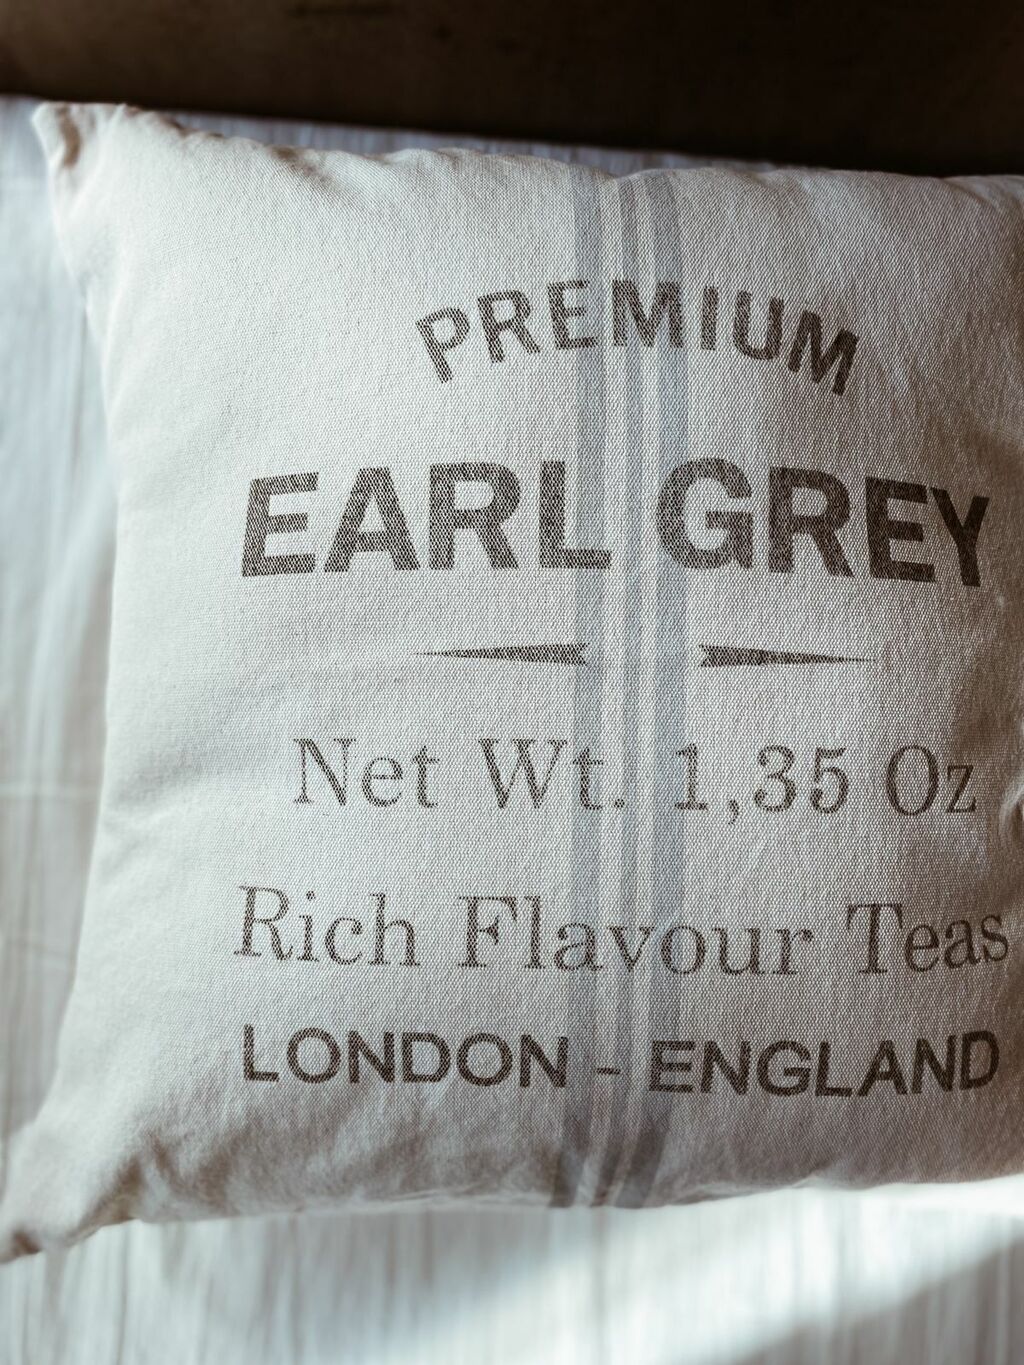 PREMIUM
EARL GREY
Net Wt. 1,35 Oz
Rich Flavour Teas
LONDON - ENGLAND